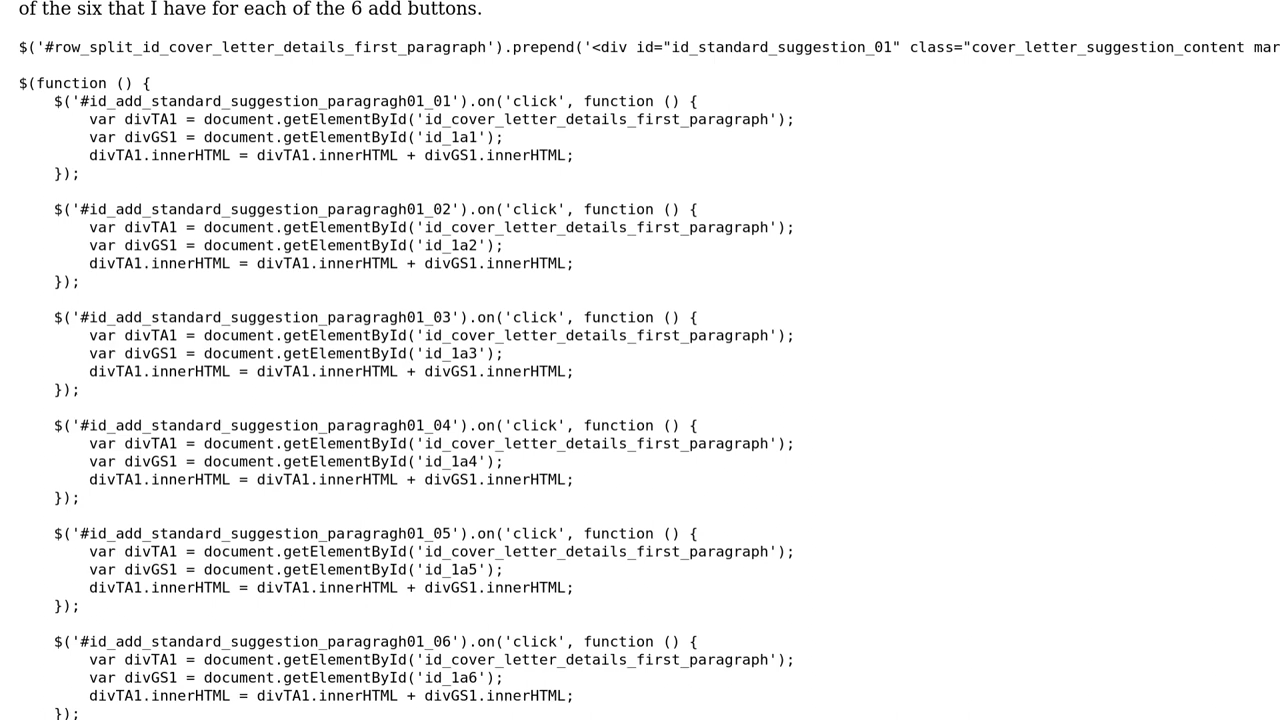 of the six that I have for each of the 6 add buttons.
$('#row_split_id_cover_letter_details_first_paragraph').prepend('<div id="id_standard_suggestion_01" class="cover_letter_suggestion_content mar
$(function () {
    $('#id_add_standard_suggestion_paragragh01_01').on('click', function () {
        var divTA1 = document.getElementById('id_cover_letter_details_first_paragraph');
        var divGS1 = document.getElementById('id_1a1');
        divTA1.innerHTML = divTA1.innerHTML + divGS1.innerHTML;
    });
    $('#id_add_standard_suggestion_paragragh01_02').on('click', function () {
        var divTA1 = document.getElementById('id_cover_letter_details_first_paragraph');
        var divGS1 = document.getElementById('id_1a2');
        divTA1.innerHTML = divTA1.innerHTML + divGS1.innerHTML;
    });
    $('#id_add_standard_suggestion_paragragh01_03').on('click', function () {
        var divTA1 = document.getElementById('id_cover_letter_details_first_paragraph');
        var divGS1 = document.getElementById('id_1a3');
        divTA1.innerHTML = divTA1.innerHTML + divGS1.innerHTML;
    });
    $('#id_add_standard_suggestion_paragragh01_04').on('click', function () {
        var divTA1 = document.getElementById('id_cover_letter_details_first_paragraph');
        var divGS1 = document.getElementById('id_1a4');
        divTA1.innerHTML = divTA1.innerHTML + divGS1.innerHTML;
    });
    $('#id_add_standard_suggestion_paragragh01_05').on('click', function () {
        var divTA1 = document.getElementById('id_cover_letter_details_first_paragraph');
        var divGS1 = document.getElementById('id_1a5');
        divTA1.innerHTML = divTA1.innerHTML + divGS1.innerHTML;
    });
    $('#id_add_standard_suggestion_paragragh01_06').on('click', function () {
        var divTA1 = document.getElementById('id_cover_letter_details_first_paragraph');
        var divGS1 = document.getElementById('id_1a6');
        divTA1.innerHTML = divTA1.innerHTML + divGS1.innerHTML;
    });